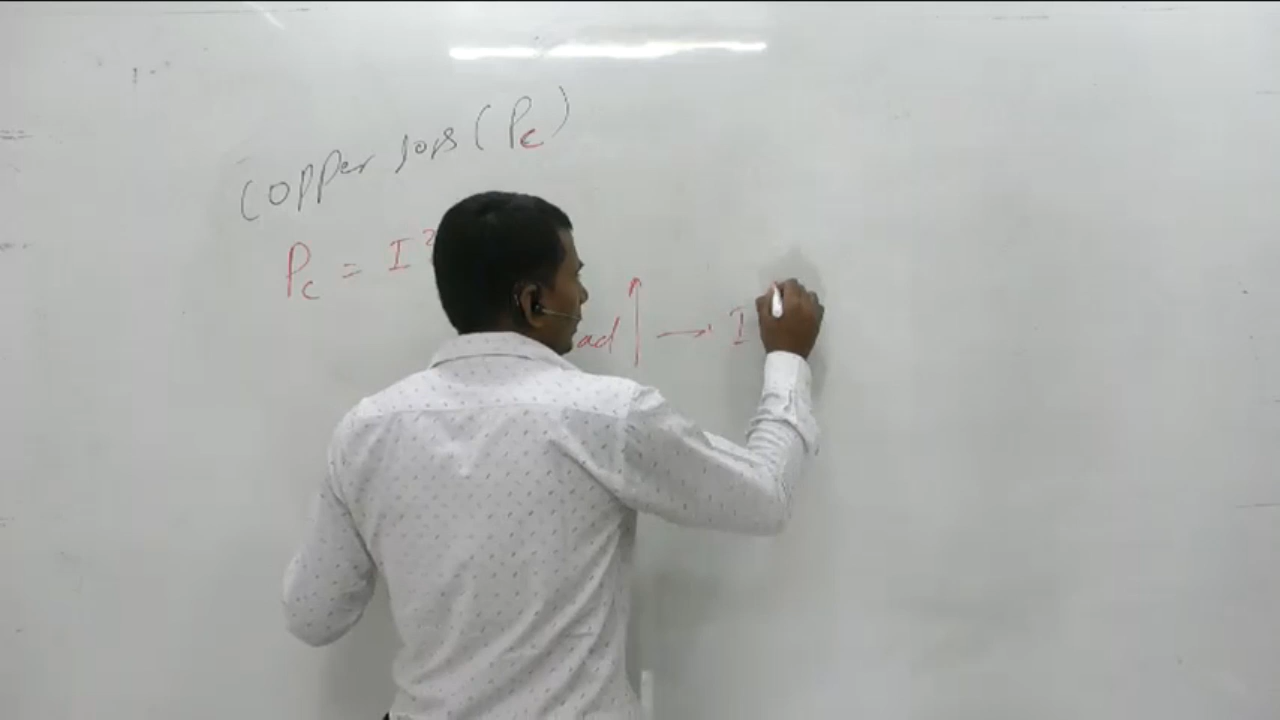 Copper loss (Pc)
Pc = I²
ad ↑ → I